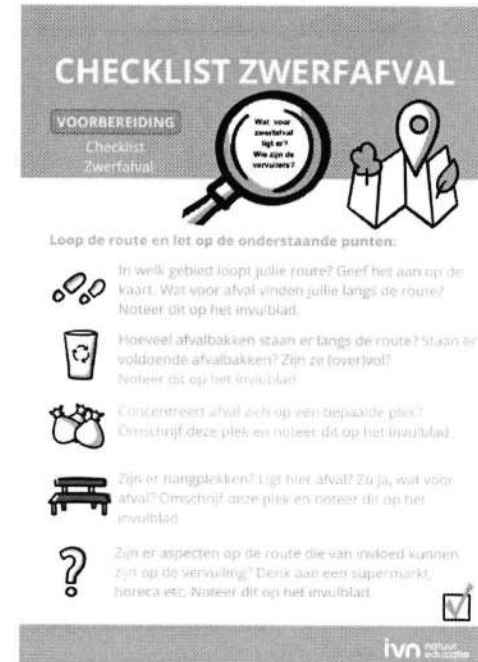 CHECKLIST ZWERFAFVAL
VOORBEREIDING
Checklist
Zwerfafval
Wat voor
zwerfafval
ligt er?
Wie zijn de
vervuilers?
Loop de route en let op de onderstaande punten:
In welk gebied loopt jullie route? Geef het aan op de
kaart. Wat voor afval vinden jullie langs de route?
Noteer dit op het invulblad.
Hoeveel afvalbakken staan er langs de route? Staan er
voldoende afvalbakken? Zijn ze (over)vol?
Noteer dit op het invulblad.
Concentreert afval zich op een bepaalde plek?
Omschrijf deze plek en noteer dit op het invulblad
Zijn er hangplekken? Ligt hier afval? Zo ja, wat voor
afval? Omschrijf deze plek en noteer dit op het
invulblad
Zijn er aspecten op de route die van invloed kunnen
zijn op de vervuiling? Denk aan een supermarkt,
horeca etc. Noteer dit op het invulblad.
ivn natuur
educatie